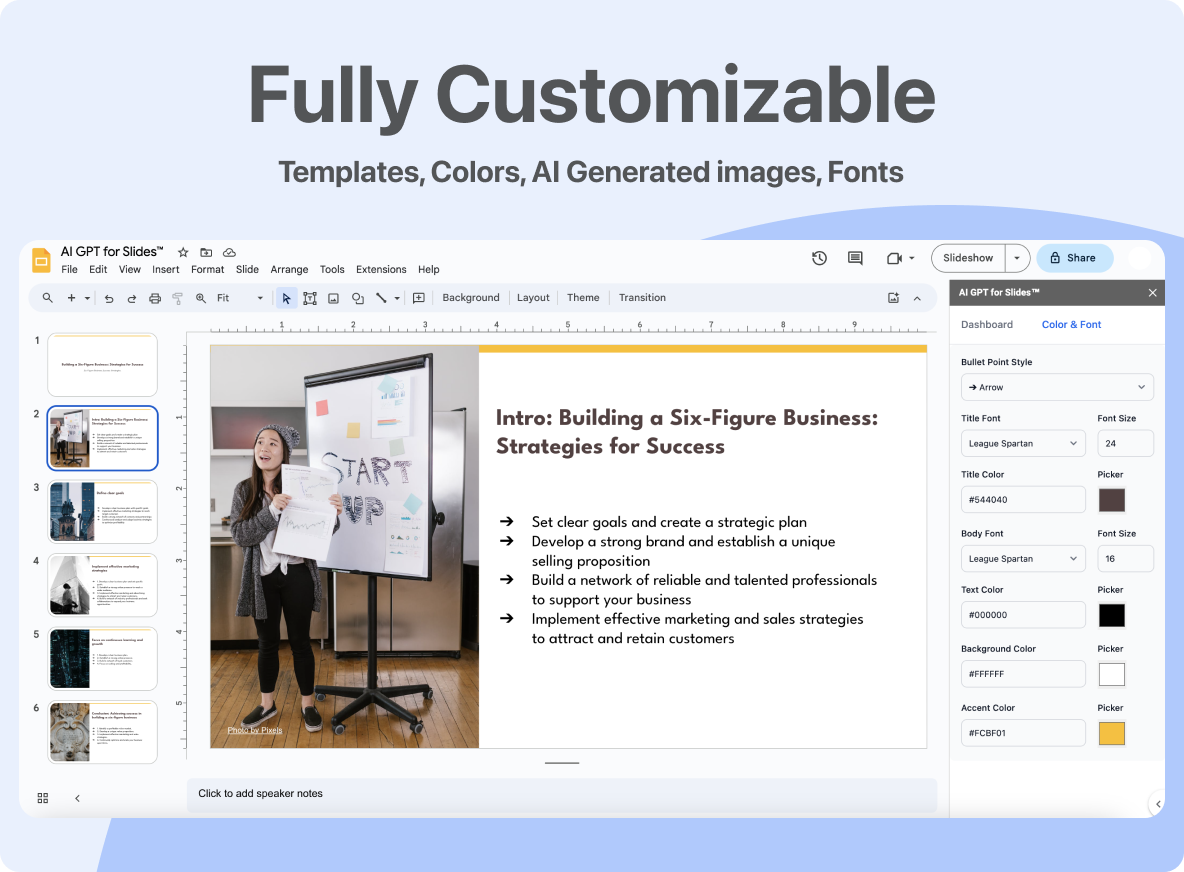 Fully Customizable
Templates, Colors, AI Generated images, Fonts
AI GPT for Slides™
File Edit View Insert Format Slide Arrange Tools Extensions Help
Slideshow
Share
Fit
Background
Layout
Theme
Transition
1 2 3 4 5 6 7 8 9
1
2
3
4
5
1
Building a Six-Figure Business: Strategies for Success
2
Intro: Building a Six-Figure Business:
Strategies for Success
3
Define clear goals
4
Implement effective marketing
strategies
5
Focus on continuous learning and
growth
6
Conclusion: Achieving success in
building a six-figure business
START
UP
Photo by Pixels
Intro: Building a Six-Figure Business:
Strategies for Success
➔ Set clear goals and create a strategic plan
➔ Develop a strong brand and establish a unique
selling proposition
➔ Build a network of reliable and talented professionals
to support your business
➔ Implement effective marketing and sales strategies
to attract and retain customers
Click to add speaker notes
AI GPT for Slides™
Dashboard Color & Font
Bullet Point Style
➔ Arrow
Title Font Font Size
League Spartan 24
Title Color Picker
#544040
Body Font Font Size
League Spartan 16
Text Color Picker
#000000
Background Color Picker
#FFFFFF
Accent Color Picker
#FCBF01